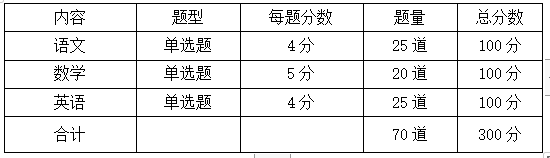 内容 题型 每题分数 题量 总分数
语文 单选题 4分 25道 100分
数学 单选题 5分 20道 100分
英语 单选题 4分 25道 100分
合计 70道 300分